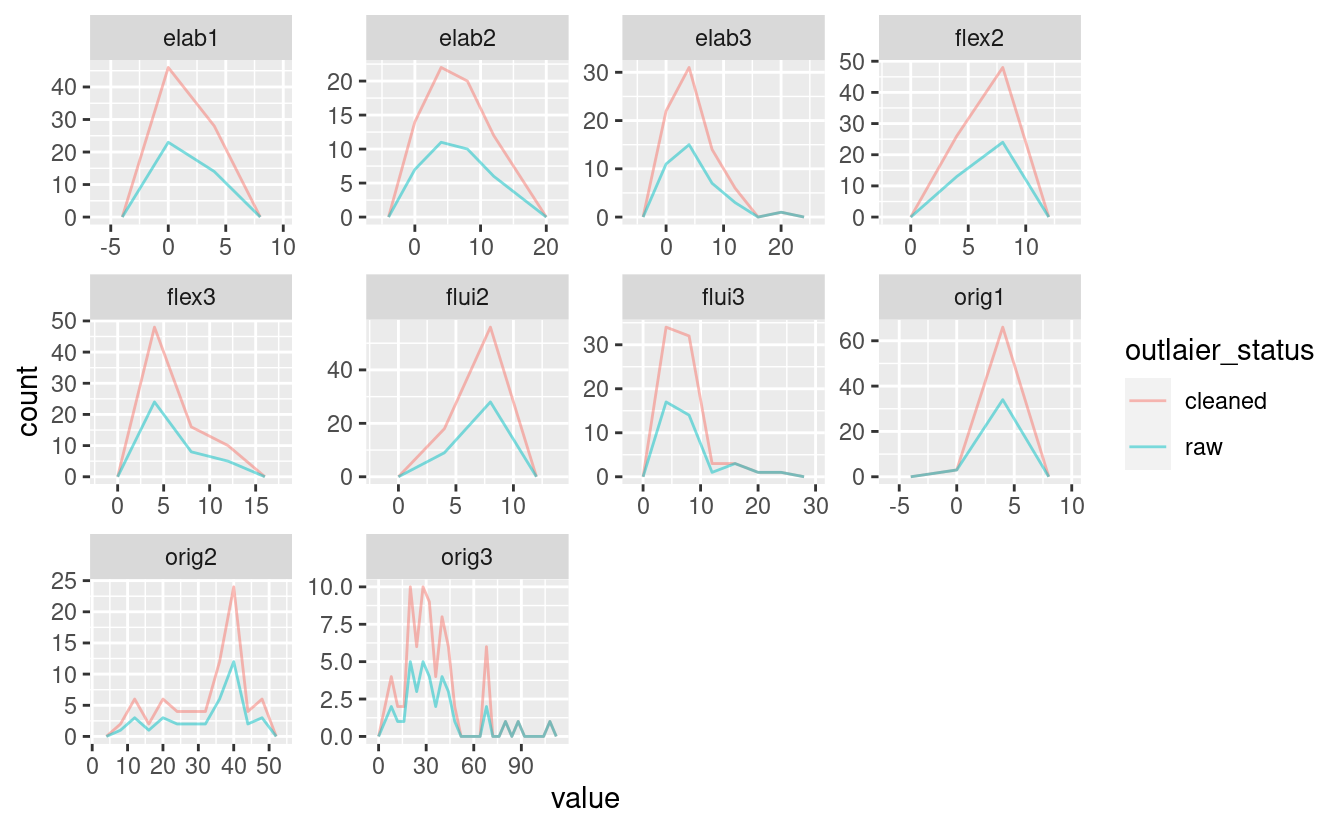 elab1 elab2 elab3 flex2
40 30 20 10 0
20 15 10 5 0
30 20 10 0
50 40 30 20 10 0
-5 0 5 10
0 10 20
0 10 20
0 5 10
flex3 flui2 flui3 orig1
50 40 30 20 10 0
40 20 0
30 20 10 0
60 40 20 0
0 5 10 15
0 5 10
0 10 20 30
-5 0 5 10
orig2 orig3
25 20 15 10 5 0
10.0 7.5 5.0 2.5 0.0
0 10 20 30 40 50
0 30 60 90
count
value
outlaier_status
cleaned
raw